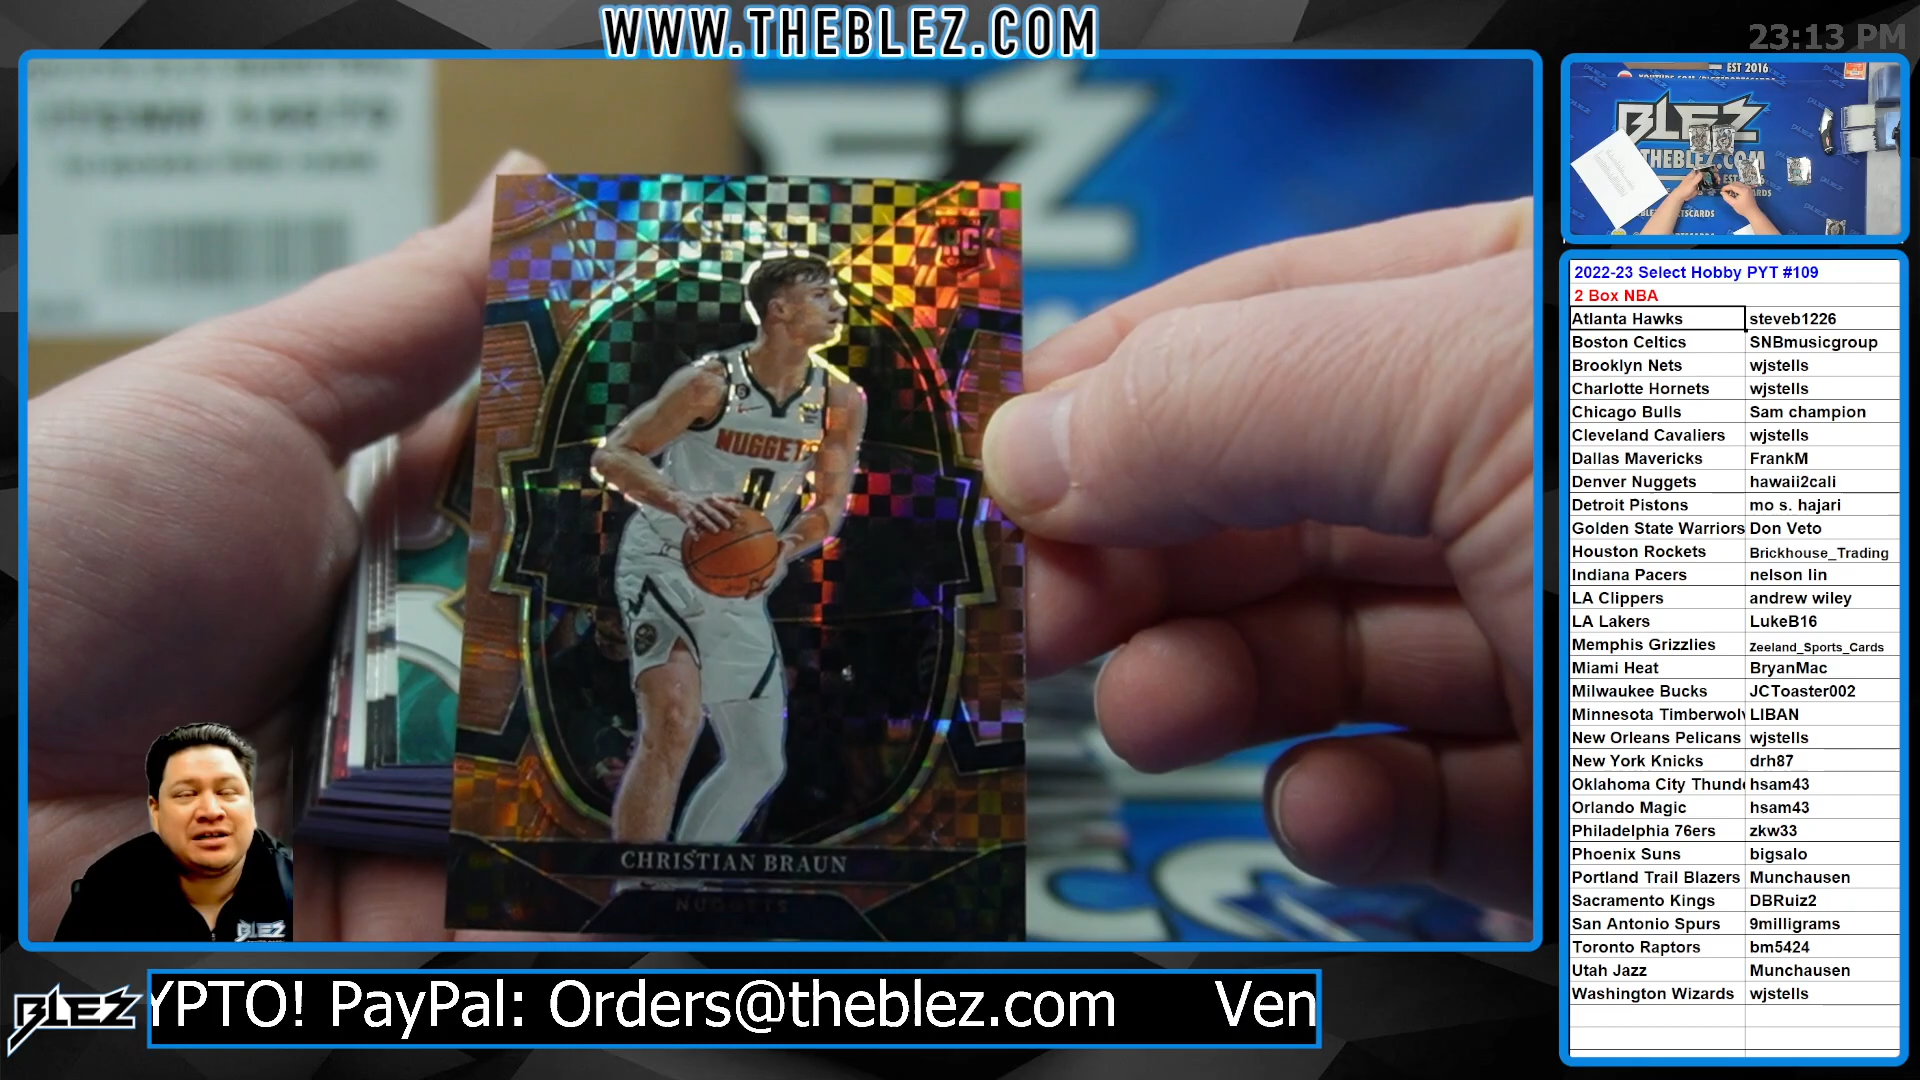 WWW.THEBLEZ.COM
23:13 PM
EST 2016
BLEZ
THEBLEZ.COM
RC
NUGGETS
0
CHRISTIAN BRAUN
NUGGETS
BLEZ
2022-23 Select Hobby PYT #109
2 Box NBA
Atlanta Hawks steveb1226
Boston Celtics SNBmusicgroup
Brooklyn Nets wjstells
Charlotte Hornets wjstells
Chicago Bulls Sam champion
Cleveland Cavaliers wjstells
Dallas Mavericks FrankM
Denver Nuggets hawaii2cali
Detroit Pistons mo s. hajari
Golden State Warriors Don Veto
Houston Rockets Brickhouse_Trading
Indiana Pacers nelson lin
LA Clippers andrew wiley
LA Lakers LukeB16
Memphis Grizzlies Zeeland_Sports_Cards
Miami Heat BryanMac
Milwaukee Bucks JCToaster002
Minnesota Timberwolv LIBAN
New Orleans Pelicans wjstells
New York Knicks drh87
Oklahoma City Thunde hsam43
Orlando Magic hsam43
Philadelphia 76ers zkw33
Phoenix Suns bigsalo
Portland Trail Blazers Munchausen
Sacramento Kings DBRuiz2
San Antonio Spurs 9milligrams
Toronto Raptors bm5424
Utah Jazz Munchausen
Washington Wizards wjstells
BLEZ
YPTO! PayPal: Orders@theblez.com Ven